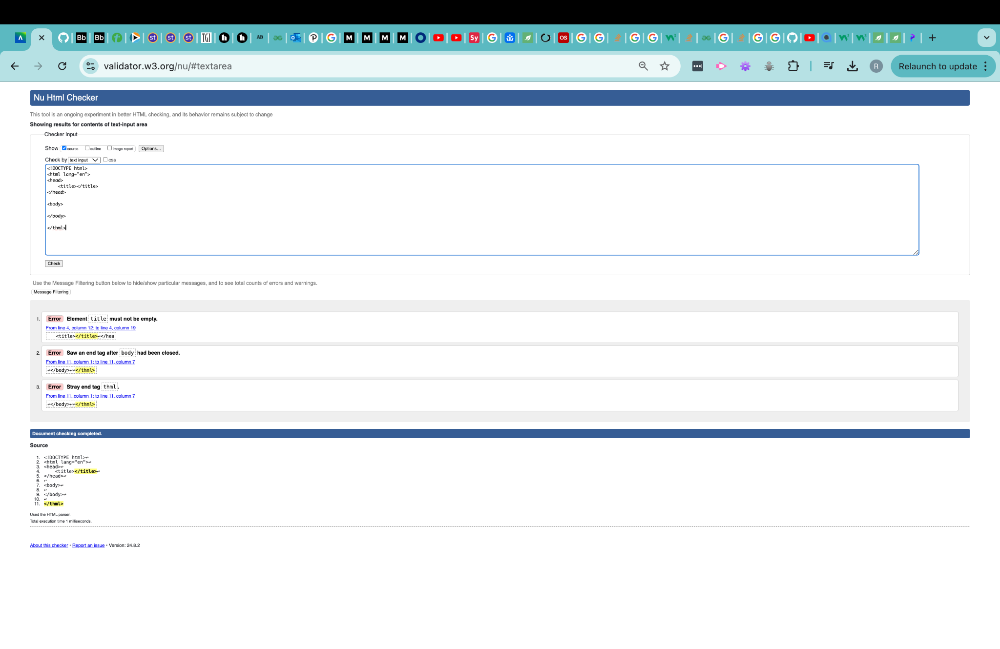 Bb Bb st st st TGI h h AB P M M M M Sy OS
validator.w3.org/nu/#textarea R Relaunch to update
Nu Html Checker
This tool is an ongoing experiment in better HTML checking, and its behavior remains subject to change
Showing results for contents of text-input area
Checker Input
Show source outline image report Options...
Check by text input css
<!DOCTYPE html>
<html lang="en">
<head>
    <title></title>
</head>
<body>
</body>
</thml>
Check
Use the Message Filtering button below to hide/show particular messages, and to see total counts of errors and warnings.
Message Filtering
1. Error Element title must not be empty.
From line 4, column 12; to line 4, column 19
<title></title>↩</hea
2. Error Saw an end tag after body had been closed.
From line 11, column 1; to line 11, column 7
↩</body>↩↩</thml>
3. Error Stray end tag thml.
From line 11, column 1; to line 11, column 7
↩</body>↩↩</thml>
Document checking completed.
Source
1. <!DOCTYPE html>↩
2. <html lang="en">↩
3. <head>↩
4.     <title></title>↩
5. </head>↩
6. ↩
7. <body>↩
8. ↩
9. </body>↩
10. ↩
11. </thml>
Used the HTML parser.
Total execution time 1 milliseconds.
About this checker • Report an issue • Version: 24.8.2